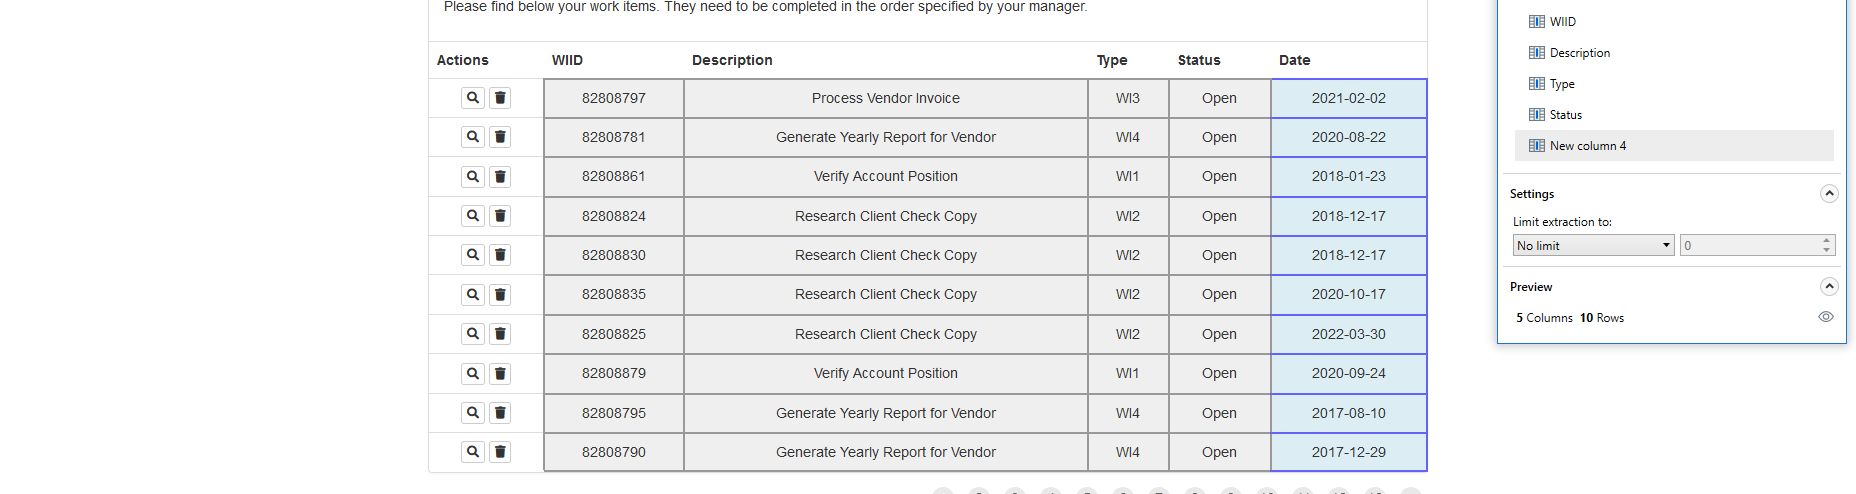 Please find below your work items. They need to be completed in the order specified by your manager.
Actions WIID Description Type Status Date
82808797 Process Vendor Invoice WI3 Open 2021-02-02
82808781 Generate Yearly Report for Vendor WI4 Open 2020-08-22
82808861 Verify Account Position WI1 Open 2018-01-23
82808824 Research Client Check Copy WI2 Open 2018-12-17
82808830 Research Client Check Copy WI2 Open 2018-12-17
82808835 Research Client Check Copy WI2 Open 2020-10-17
82808825 Research Client Check Copy WI2 Open 2022-03-30
82808879 Verify Account Position WI1 Open 2020-09-24
82808795 Generate Yearly Report for Vendor WI4 Open 2017-08-10
82808790 Generate Yearly Report for Vendor WI4 Open 2017-12-29
WIID
Description
Type
Status
New column 4
Settings
Limit extraction to:
No limit 0
Preview
5 Columns 10 Rows